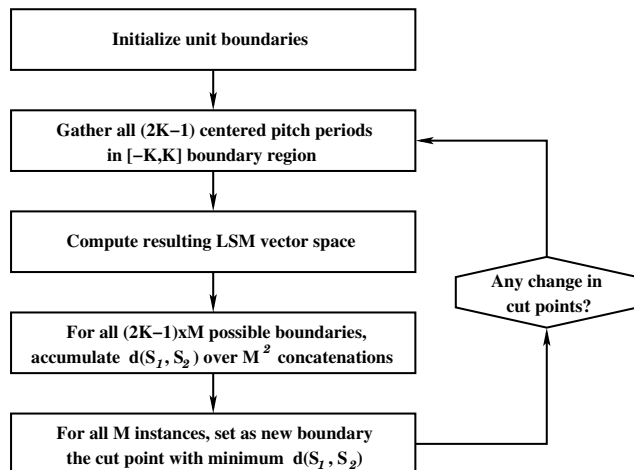 Initialize unit boundaries
Gather all (2K−1) centered pitch periods
in [−K,K] boundary region
Compute resulting LSM vector space
Any change in
cut points?
For all (2K−1)xM possible boundaries,
accumulate d(S₁, S₂) over M² concatenations
For all M instances, set as new boundary
the cut point with minimum d(S₁, S₂)